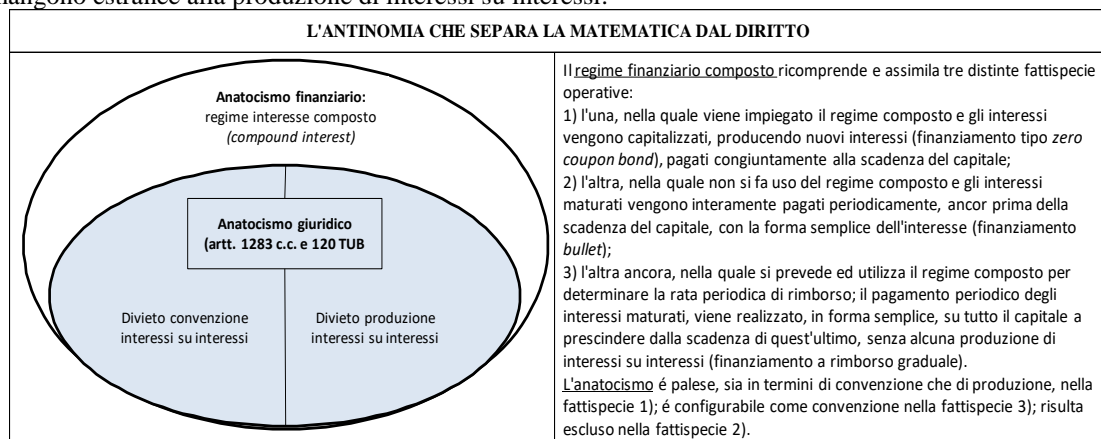 mangono estranee alla produzione di interessi su interessi.
L'ANTINOMIA CHE SEPARA LA MATEMATICA DAL DIRITTO
Anatocismo finanziario:
regime interesse composto
(compound interest)
Anatocismo giuridico
(artt. 1283 c.c. e 120 TUB
Divieto convenzione
interessi su interessi
Divieto produzione
interessi su interessi
Il regime finanziario composto ricomprende e assimila tre distinte fattispecie
operative:
1) l'una, nella quale viene impiegato il regime composto e gli interessi
vengono capitalizzati, producendo nuovi interessi (finanziamento tipo zero
coupon bond), pagati congiuntamente alla scadenza del capitale;
2) l'altra, nella quale non si fa uso del regime composto e gli interessi
maturati vengono interamente pagati periodicamente, ancor prima della
scadenza del capitale, con la forma semplice dell'interesse (finanziamento
bullet);
3) l'altra ancora, nella quale si prevede ed utilizza il regime composto per
determinare la rata periodica di rimborso; il pagamento periodico degli
interessi maturati, viene realizzato, in forma semplice, su tutto il capitale a
prescindere dalla scadenza di quest'ultimo, senza alcuna produzione di
interessi su interessi (finanziamento a rimborso graduale).
L'anatocismo é palese, sia in termini di convenzione che di produzione, nella
fattispecie 1); é configurabile come convenzione nella fattispecie 3); risulta
escluso nella fattispecie 2).